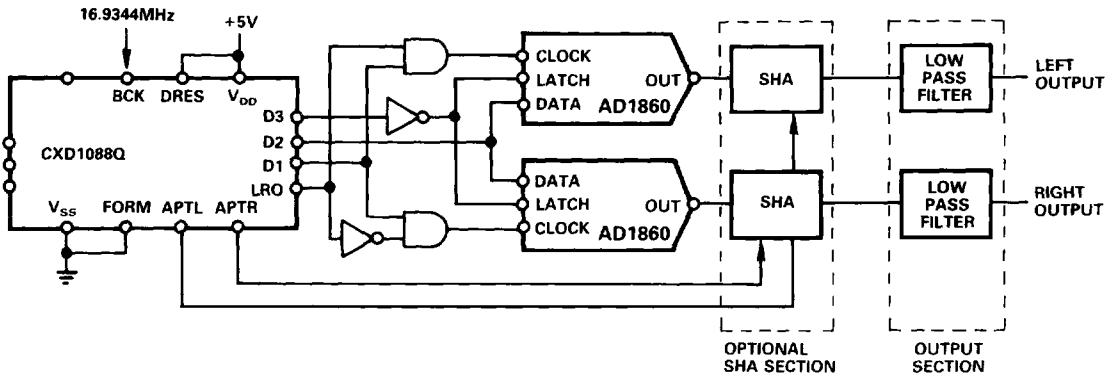 16.9344MHz
+5V
BCK DRES VDD
D3
D2
D1
LRO
CXD1088Q
VSS FORM APTL APTR
CLOCK
LATCH
DATA
OUT
AD1860
DATA
LATCH
CLOCK
OUT
AD1860
SHA
SHA
LOW
PASS
FILTER
LOW
PASS
FILTER
LEFT
OUTPUT
RIGHT
OUTPUT
OPTIONAL
SHA SECTION
OUTPUT
SECTION